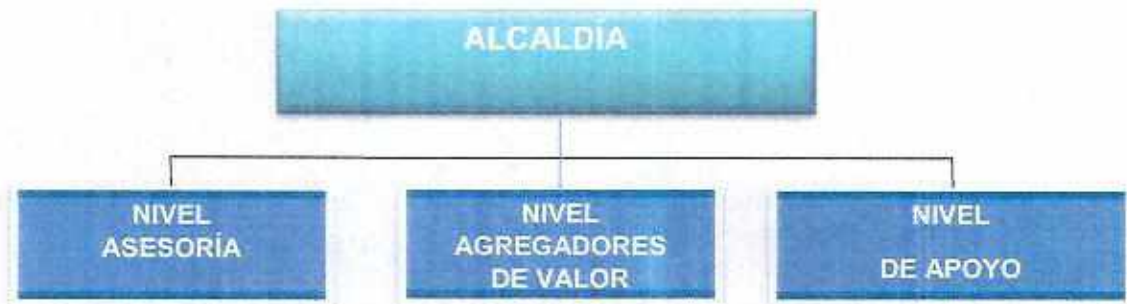 ALCALDÍA
NIVEL
ASESORÍA
NIVEL
AGREGADORES
DE VALOR
NIVEL
DE APOYO